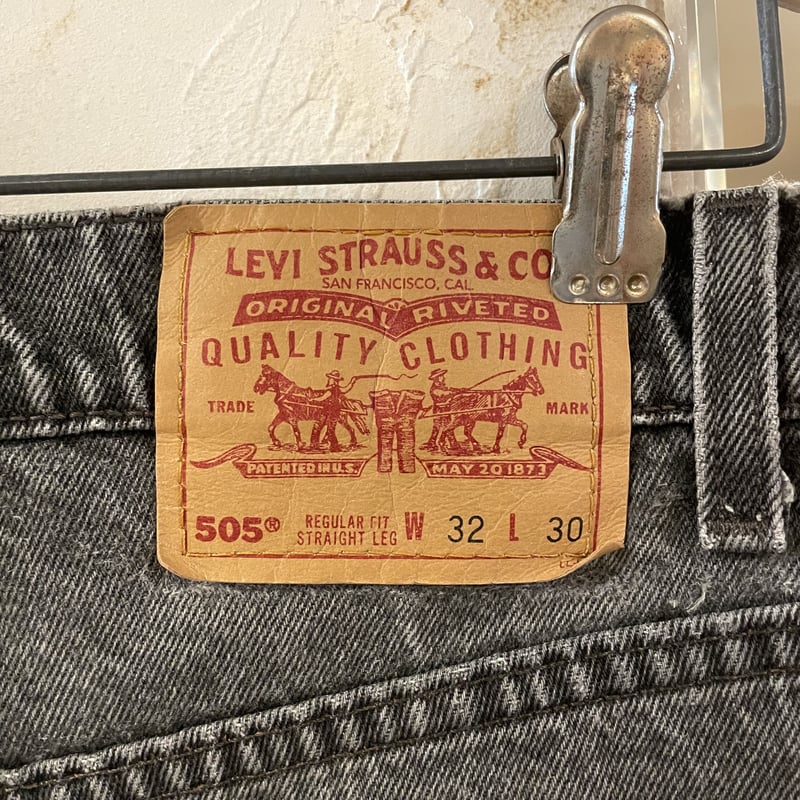 LEVI STRAUSS & CO
SAN FRANCISCO, CAL.
ORIGINAL RIVETED
QUALITY CLOTHING
TRADE MARK
PATENTED IN U.S. MAY 20 1873
505® REGULAR FIT W 32 L 30
STRAIGHT LEG